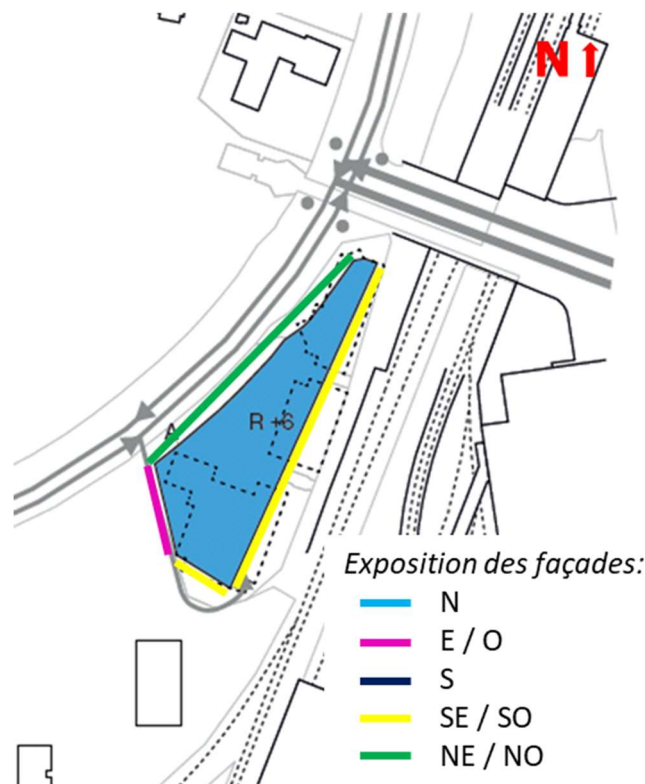 N
A
R +6
Exposition des façades:
N
E / O
S
SE / SO
NE / NO